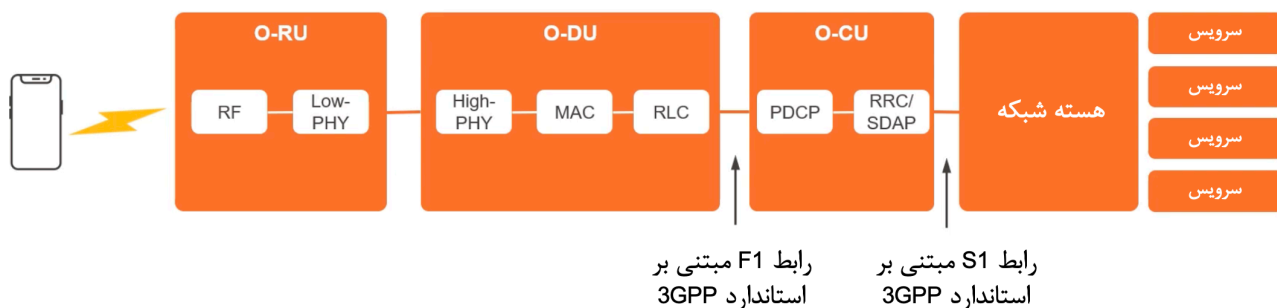 O-RU
RF
Low-
PHY
O-DU
High-
PHY
MAC
RLC
O-CU
PDCP
RRC/
SDAP
هسته شبکه
سرویس
سرویس
سرویس
سرویس
رابط F1 مبتنی بر
استاندارد 3GPP
رابط S1 مبتنی بر
استاندارد 3GPP